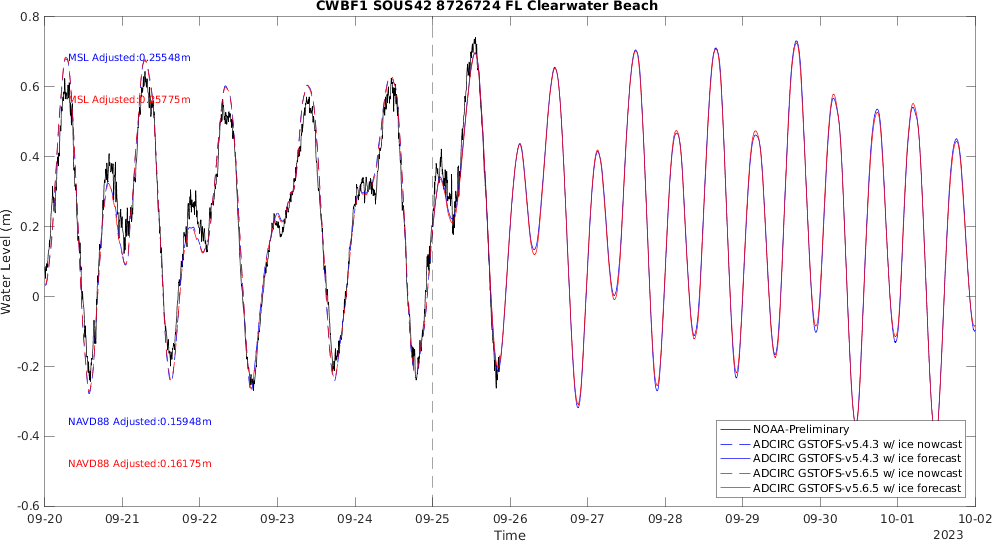 CWBF1 SOUS42 8726724 FL Clearwater Beach
0.8
0.6
0.4
0.2
0
-0.2
-0.4
-0.6
Water Level (m)
MSL Adjusted:0.25548m
MSL Adjusted:0.25775m
NAVD88 Adjusted:0.15948m
NAVD88 Adjusted:0.16175m
NOAA-Preliminary
ADCIRC GSTOFS-v5.4.3 w/ ice nowcast
ADCIRC GSTOFS-v5.4.3 w/ ice forecast
ADCIRC GSTOFS-v5.6.5 w/ ice nowcast
ADCIRC GSTOFS-v5.6.5 w/ ice forecast
09-20 09-21 09-22 09-23 09-24 09-25 09-26 09-27 09-28 09-29 09-30 10-01 10-02
Time
2023